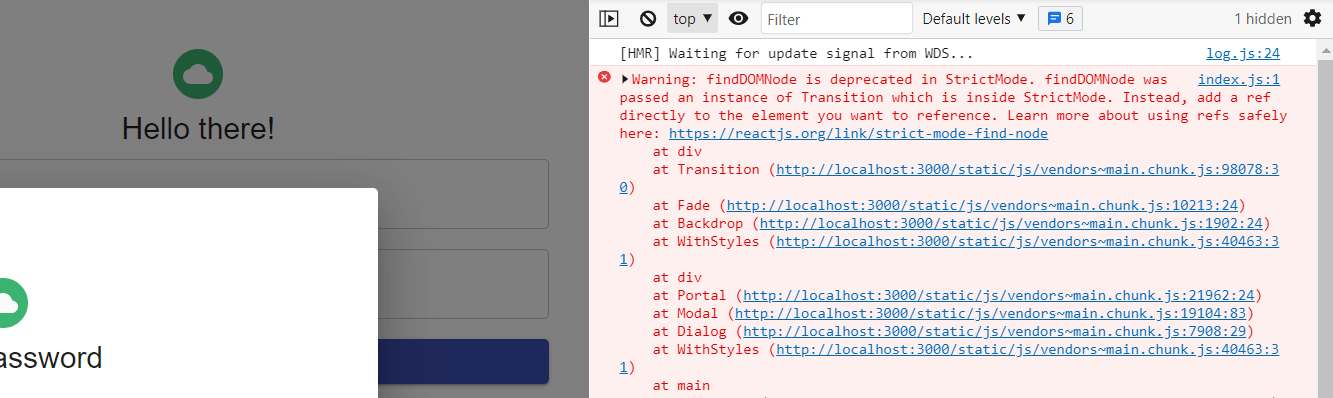 top ▼
Filter
Default levels ▼
6
1 hidden
[HMR] Waiting for update signal from WDS...
log.js:24
Hello there!
assword
▶Warning: findDOMNode is deprecated in StrictMode. findDOMNode was
index.js:1
passed an instance of Transition which is inside StrictMode. Instead, add a ref
directly to the element you want to reference. Learn more about using refs safely
here: https://reactjs.org/link/strict-mode-find-node
at div
at Transition (http://localhost:3000/static/js/vendors~main.chunk.js:98078:3
0)
at Fade (http://localhost:3000/static/js/vendors~main.chunk.js:10213:24)
at Backdrop (http://localhost:3000/static/js/vendors~main.chunk.js:1902:24)
at WithStyles (http://localhost:3000/static/js/vendors~main.chunk.js:40463:3
1)
at div
at Portal (http://localhost:3000/static/js/vendors~main.chunk.js:21962:24)
at Modal (http://localhost:3000/static/js/vendors~main.chunk.js:19104:83)
at Dialog (http://localhost:3000/static/js/vendors~main.chunk.js:7908:29)
at WithStyles (http://localhost:3000/static/js/vendors~main.chunk.js:40463:3
1)
at main